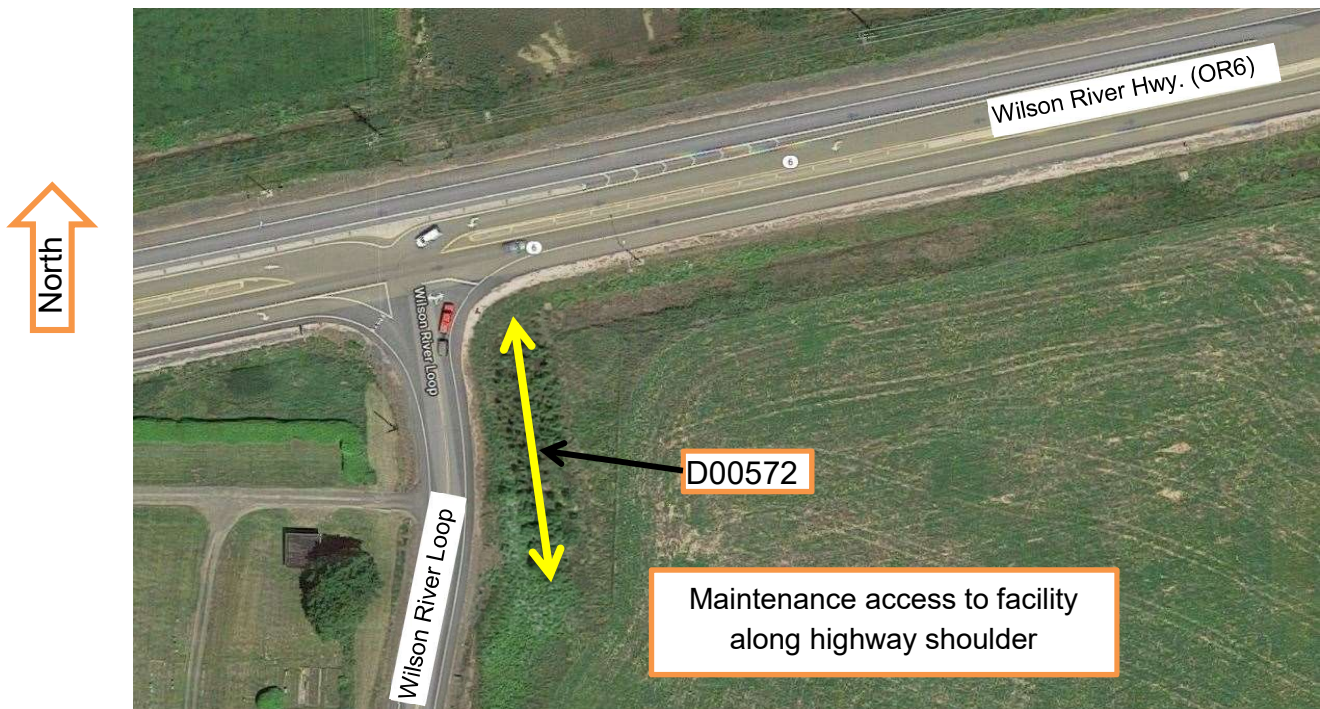 Wilson River Hwy. (OR6)
6
6
North
Wilson River Loop
D00572
Wilson River Loop
Maintenance access to facility
along highway shoulder